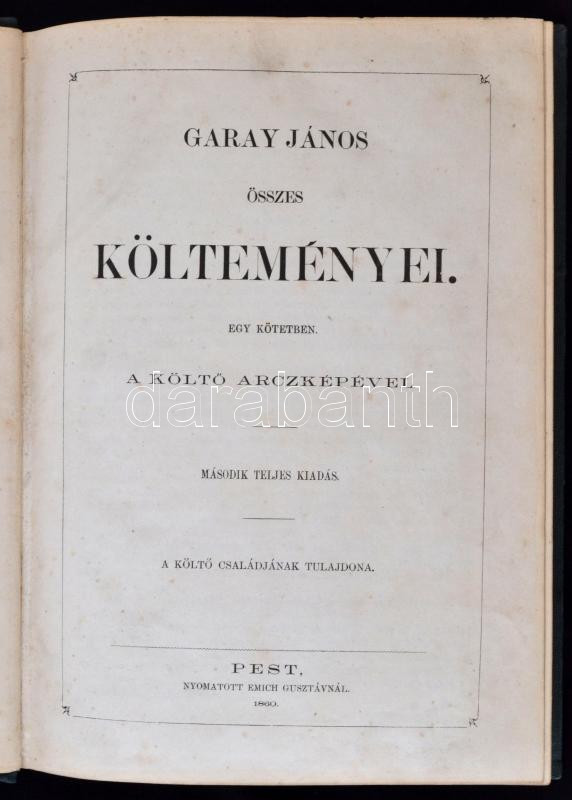 GARAY JÁNOS
ÖSSZES
KÖLTEMÉNYEI.
EGY KÖTETBEN.
A KÖLTŐ ARCZKÉPÉVEL.
darabanth
MÁSODIK TELJES KIADÁS.
A KÖLTŐ CSALÁDJÁNAK TULAJDONA.
PEST,
NYOMATOTT EMICH GUSZTÁVNÁL.
1860.